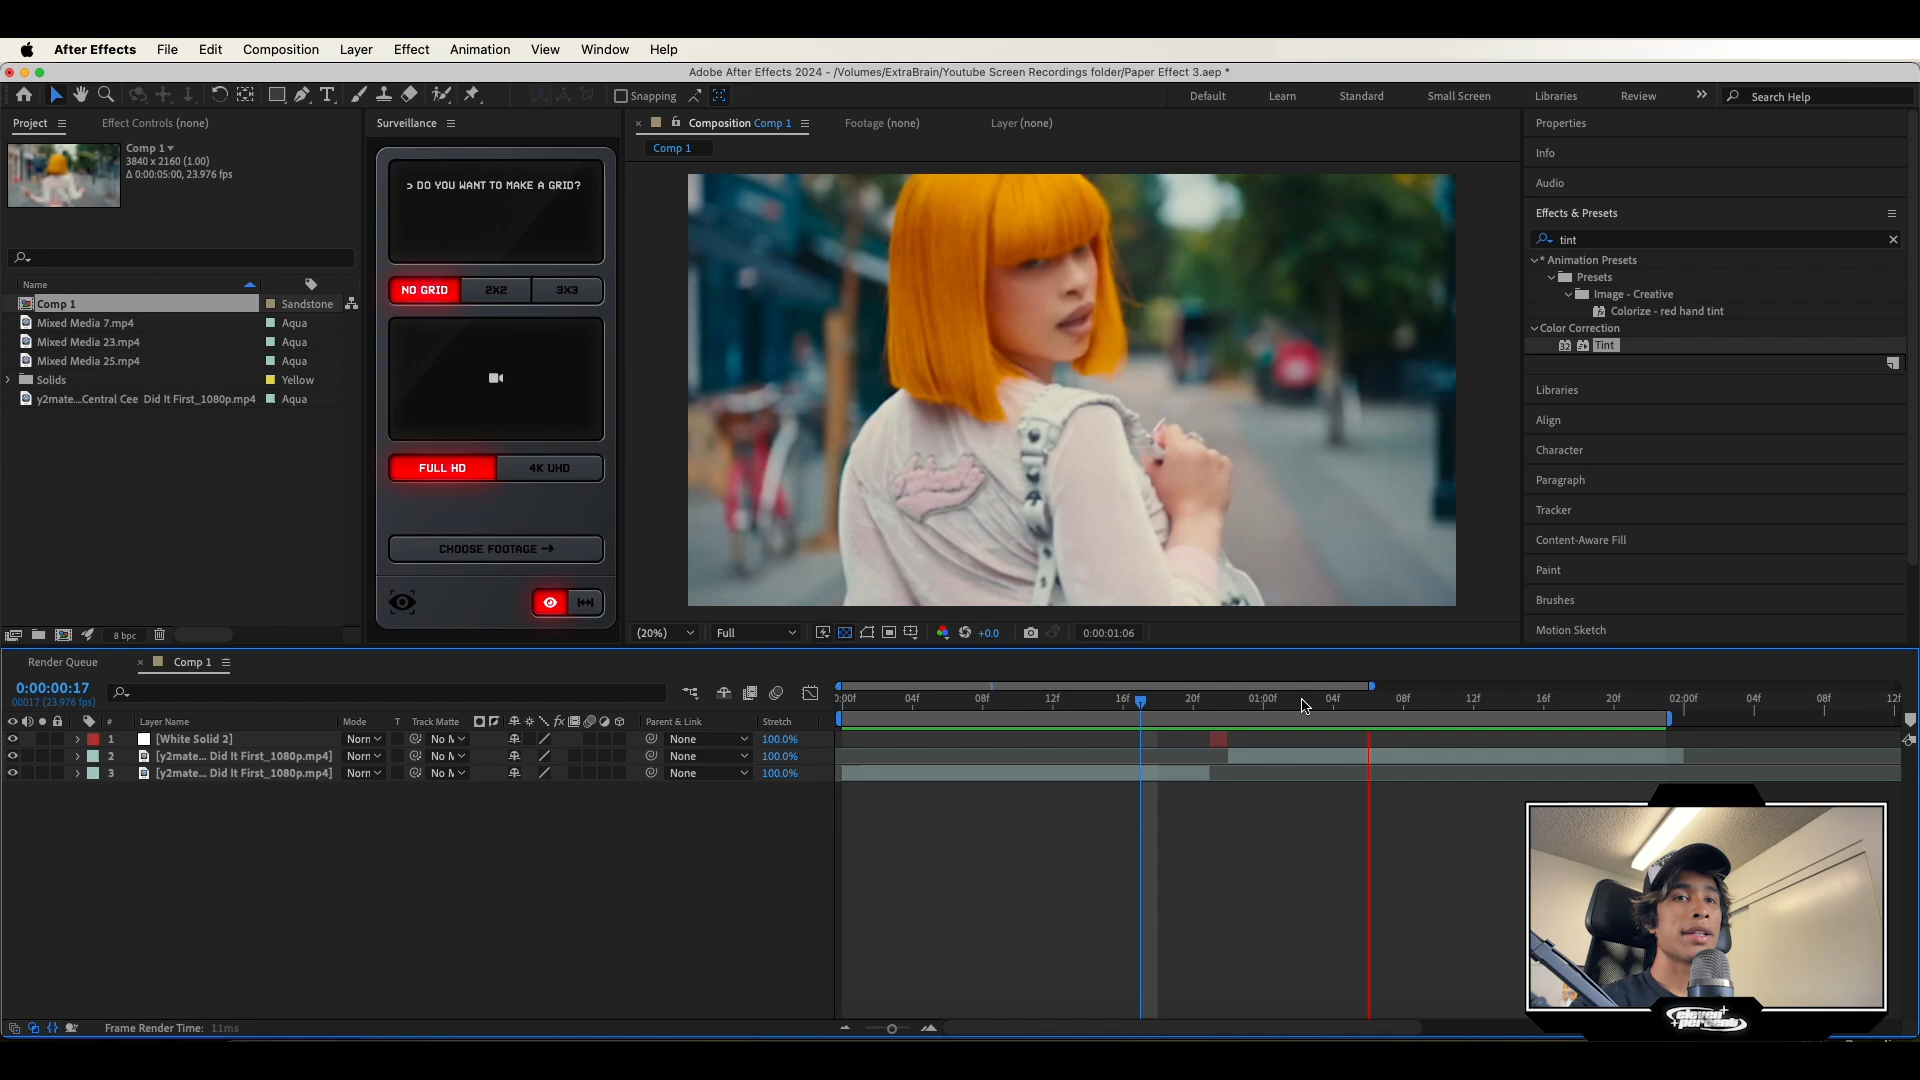 After Effects File Edit Composition Layer Effect Animation View Window Help
Adobe After Effects 2024 - /Volumes/ExtraBrain/Youtube Screen Recordings folder/Paper Effect 3.aep *
T Snapping Default Learn Standard Small Screen Libraries Review >> Search Help
Project Effect Controls (none)
Comp 1
3840 x 2160 (1.00)
Δ 0:00:05:00, 23.976 fps
Name
Comp 1 Sandstone
Mixed Media 7.mp4 Aqua
Mixed Media 23.mp4 Aqua
Mixed Media 25.mp4 Aqua
Solids Yellow
y2mate...Central Cee Did It First_1080p.mp4 Aqua
8 bpc
Surveillance
> DO YOU WANT TO MAKE A GRID?
NO GRID 2X2 3X3
FULL HD 4K UHD
CHOOSE FOOTAGE →
Composition Comp 1 Footage (none) Layer (none)
Comp 1
(20%) Full +0.0 0:00:01:06
Properties
Info
Audio
Effects & Presets
tint
* Animation Presets
Presets
Image - Creative
Colorize - red hand tint
Color Correction
32 Tint
Libraries
Align
Character
Paragraph
Tracker
Content-Aware Fill
Paint
Brushes
Motion Sketch
Render Queue Comp 1
0:00:00:17
00017 (23.976 fps)
# Layer Name Mode T Track Matte fx Parent & Link Stretch
1 [White Solid 2] Norn No M None 100.0%
2 [y2mate... Did It First_1080p.mp4] Norn No M None 100.0%
3 [y2mate... Did It First_1080p.mp4] Norn No M None 100.0%
):00f 04f 08f 12f 16f 20f 01:00f 04f 08f 12f 16f 20f 02:00f 04f 08f 12f
Frame Render Time: 11ms
eleven+
+percent